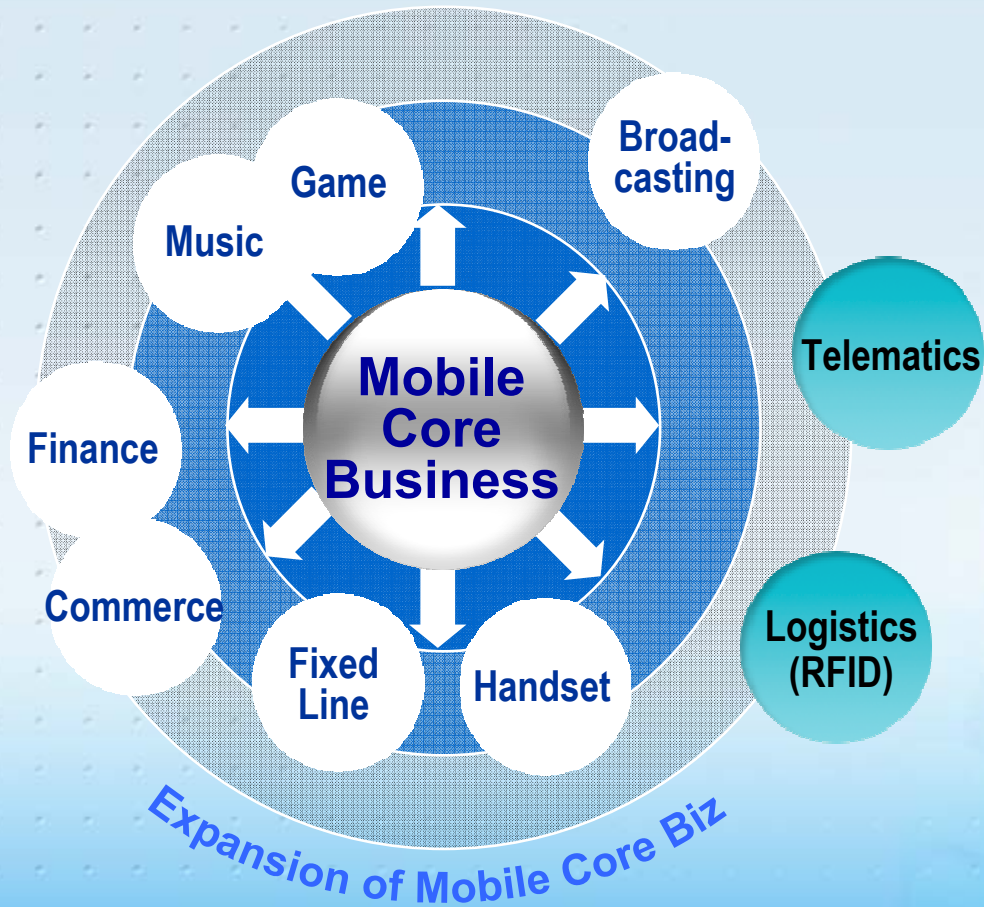 Broad-
casting
Game
Music
Telematics
Mobile
Core
Business
Finance
Commerce
Logistics
(RFID)
Fixed
Line
Handset
Expansion of Mobile Core Biz